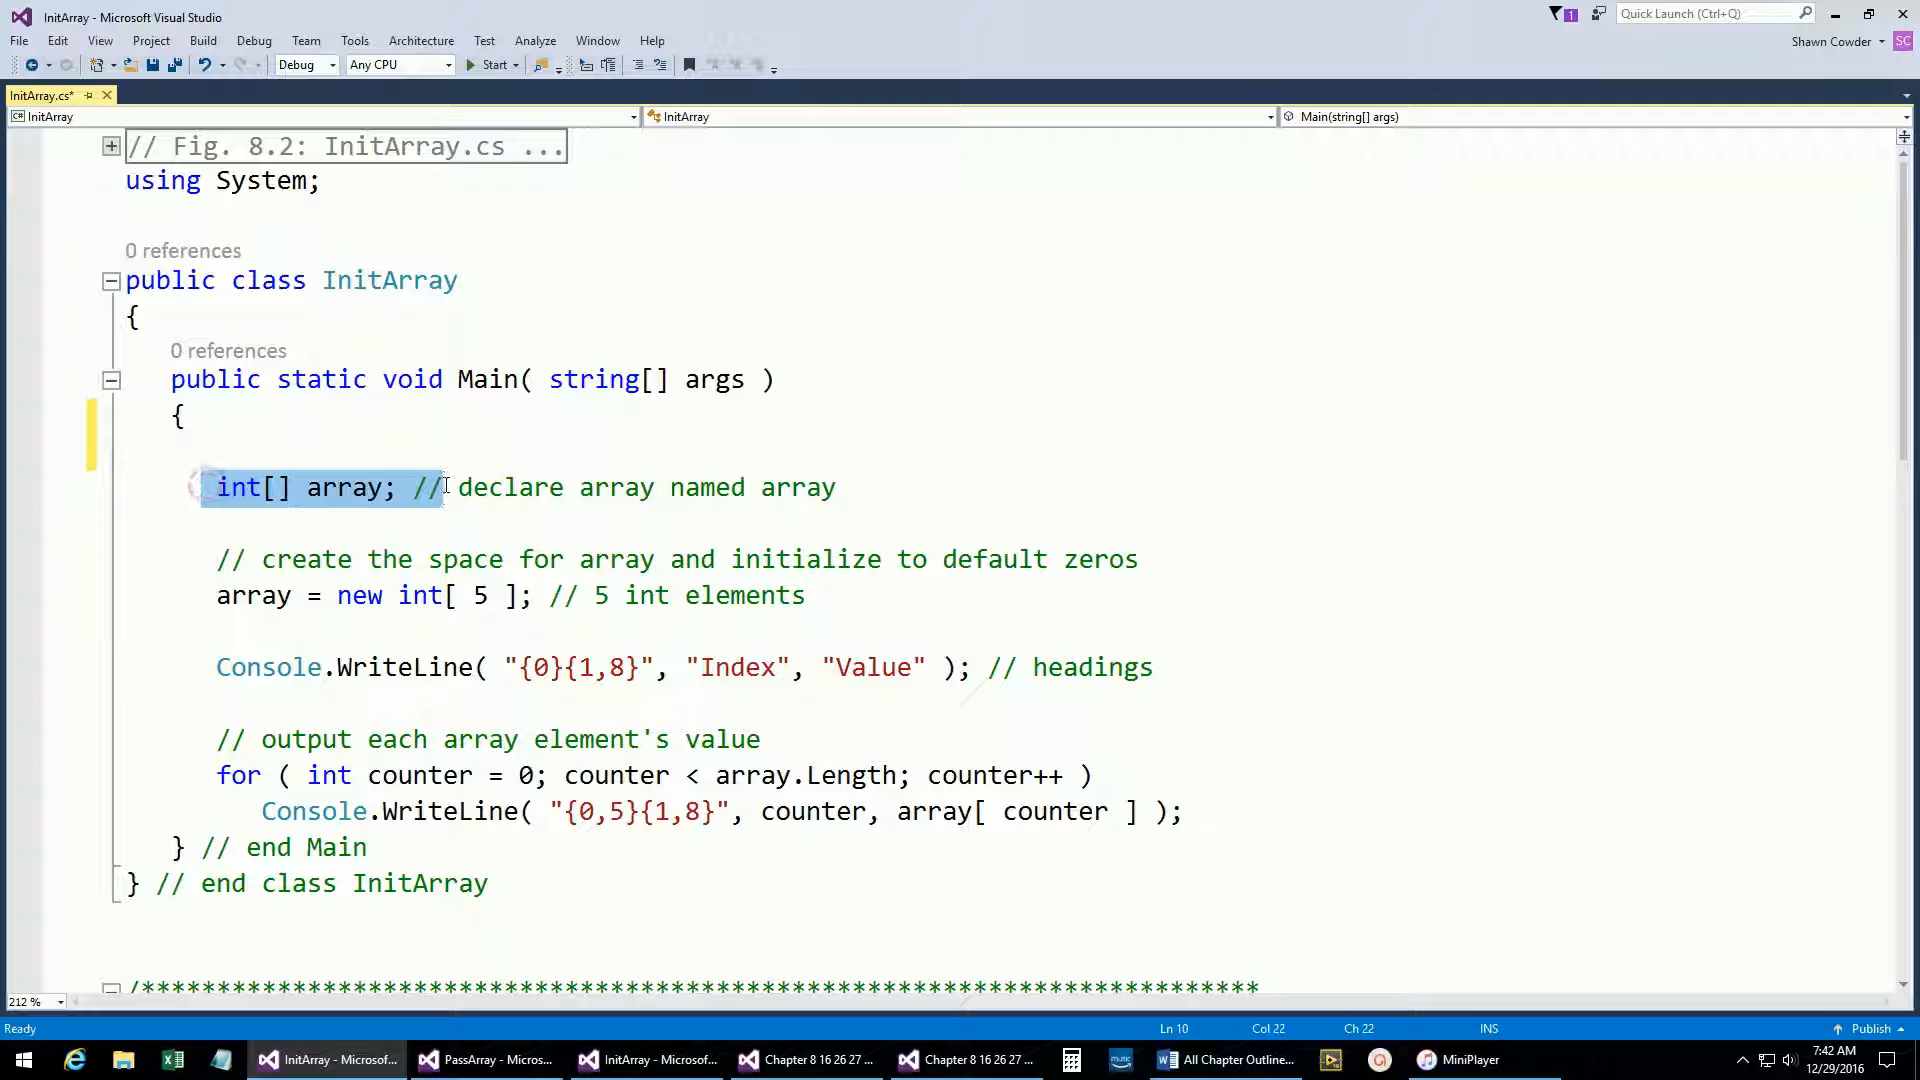 InitArray - Microsoft Visual Studio
1
Quick Launch (Ctrl+Q)
File Edit View Project Build Debug Team Tools Architecture Test Analyze Window Help
Shawn Cowder SC
Debug Any CPU Start
InitArray.cs*
C# InitArray InitArray Main(string[] args)
// Fig. 8.2: InitArray.cs ...
using System;
0 references
public class InitArray
{
0 references
public static void Main( string[] args )
{
int[] array; // declare array named array
// create the space for array and initialize to default zeros
array = new int[ 5 ]; // 5 int elements
Console.WriteLine( "{0}{1,8}", "Index", "Value" ); // headings
// output each array element's value
for ( int counter = 0; counter < array.Length; counter++ )
Console.WriteLine( "{0,5}{1,8}", counter, array[ counter ] );
} // end Main
} // end class InitArray
/**************************************************************************
212 %
Ready Ln 10 Col 22 Ch 22 INS Publish
InitArray - Microsof... PassArray - Micros... InitArray - Microsof... Chapter 8 16 26 27 ... Chapter 8 16 26 27 ... music All Chapter Outline... MiniPlayer
7:42 AM
12/29/2016